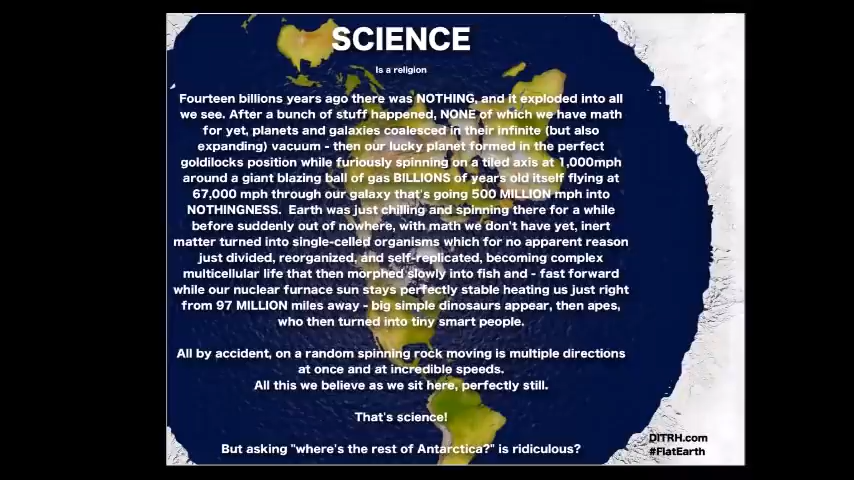 SCIENCE
Is a religion
Fourteen billions years ago there was NOTHING, and it exploded into all
we see. After a bunch of stuff happened, NONE of which we have math
for yet, planets and galaxies coalesced in their infinite (but also
expanding) vacuum - then our lucky planet formed in the perfect
goldilocks position while furiously spinning on a tiled axis at 1,000mph
around a giant blazing ball of gas BILLIONS of years old itself flying at
67,000 mph through our galaxy that's going 500 MILLION mph into
NOTHINGNESS. Earth was just chilling and spinning there for a while
before suddenly out of nowhere, with math we don't have yet, inert
matter turned into single-celled organisms which for no apparent reason
just divided, reorganized, and self-replicated, becoming complex
multicellular life that then morphed slowly into fish and - fast forward
while our nuclear furnace sun stays perfectly stable heating us just right
from 97 MILLION miles away - big simple dinosaurs appear, then apes,
who then turned into tiny smart people.
All by accident, on a random spinning rock moving is multiple directions
at once and at incredible speeds.
All this we believe as we sit here, perfectly still.
That's science!
But asking "where's the rest of Antarctica?" is ridiculous?
DITRH.com
#FlatEarth